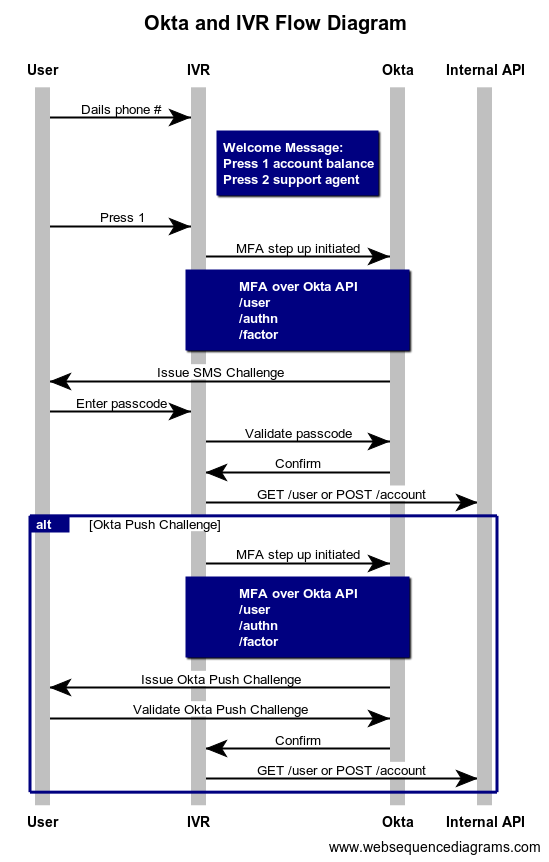 Okta and IVR Flow Diagram
User IVR Okta Internal API
Dails phone #
Welcome Message:
Press 1 account balance
Press 2 support agent
Press 1
MFA step up initiated
MFA over Okta API
/user
/authn
/factor
Issue SMS Challenge
Enter passcode
Validate passcode
Confirm
GET /user or POST /account
alt [Okta Push Challenge]
MFA step up initiated
MFA over Okta API
/user
/authn
/factor
Issue Okta Push Challenge
Validate Okta Push Challenge
Confirm
GET /user or POST /account
User IVR Okta Internal API
www.websequencediagrams.com